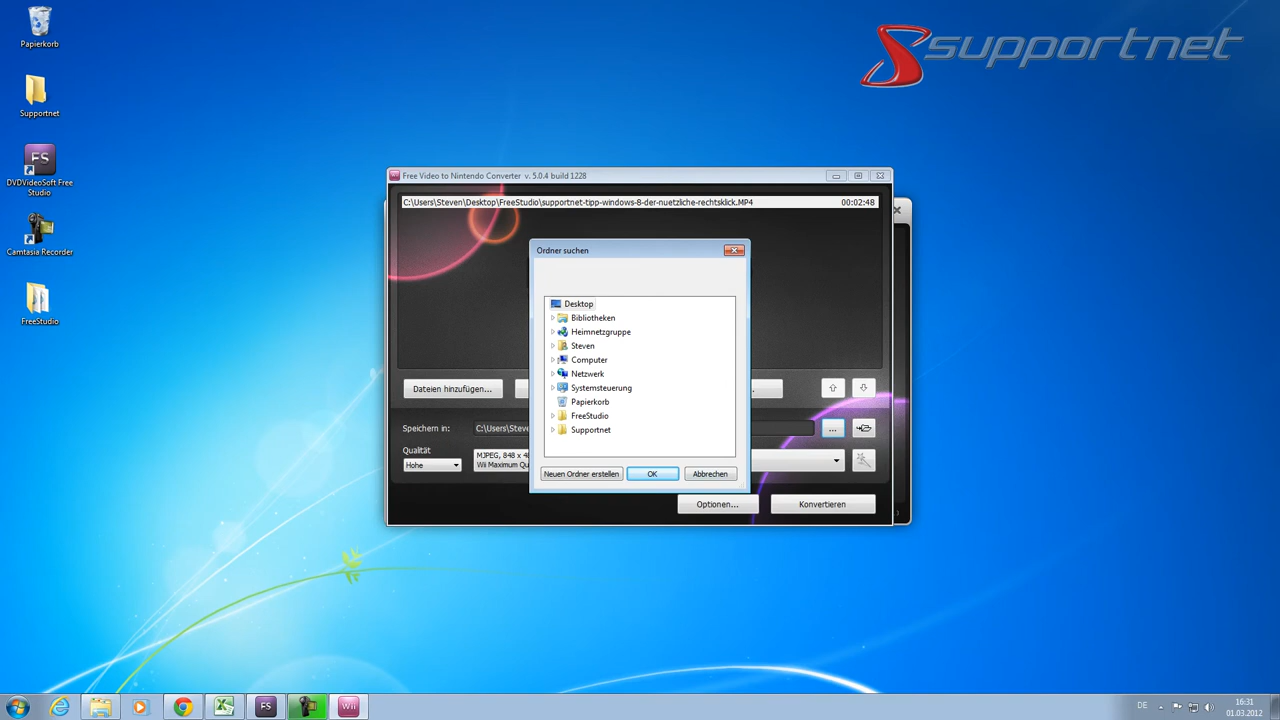 Papierkorb
Supportnet
DVDVideoSoft Free
Studio
Camtasia Recorder
FreeStudio
supportnet
Free Video to Nintendo Converter v. 5.0.4 build 1228
C:\Users\Steven\Desktop\FreeStudio\supportnet-tipp-windows-8-der-nuetzliche-rechtsklick.MP4 00:02:48
Ordner suchen
Desktop
Bibliotheken
Heimnetzgruppe
Steven
Computer
Netzwerk
Systemsteuerung
Papierkorb
FreeStudio
Supportnet
Neuen Ordner erstellen OK Abbrechen
Dateien hinzufügen...
Speichern in: C:\Users\Steve ...
Qualität
Hohe
MJPEG, 848 x 48
Wii Maximum Qu
Optionen... Konvertieren
FS
Wii
DE
16:31
01.03.2012